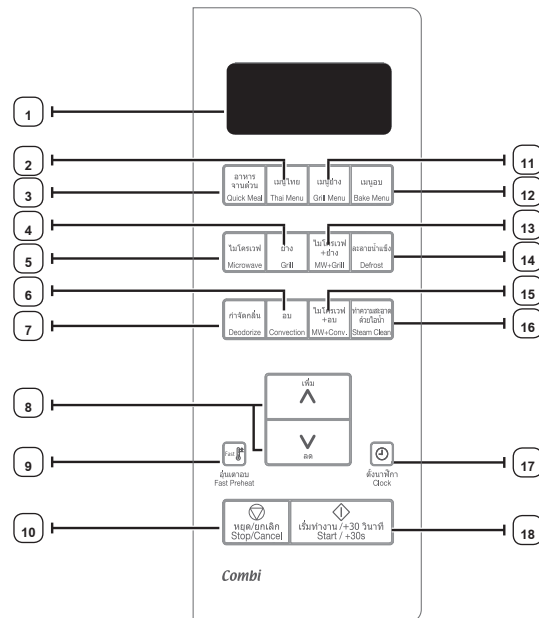 1
2
3
4
5
6
7
8
9
10
11
12
13
14
15
16
17
18
อาหาร
จานด่วน
Quick Meal
เมนูไทย
Thai Menu
เมนูย่าง
Grill Menu
เมนูอบ
Bake Menu
ไมโครเวฟ
Microwave
ย่าง
Grill
ไมโครเวฟ
+ย่าง
MW+Grill
ละลายน้ำแข็ง
Defrost
กำจัดกลิ่น
Deodorize
อบ
Convection
ไมโครเวฟ
+อบ
MW+Conv.
ทำความสะอาด
ด้วยไอน้ำ
Steam Clean
เพิ่ม
ลด
Fast
อุ่นเตาอบ
Fast Preheat
ตั้งนาฬิกา
Clock
หยุด/ยกเลิก
Stop/Cancel
เริ่มทำงาน /+30 วินาที
Start / +30s
Combi